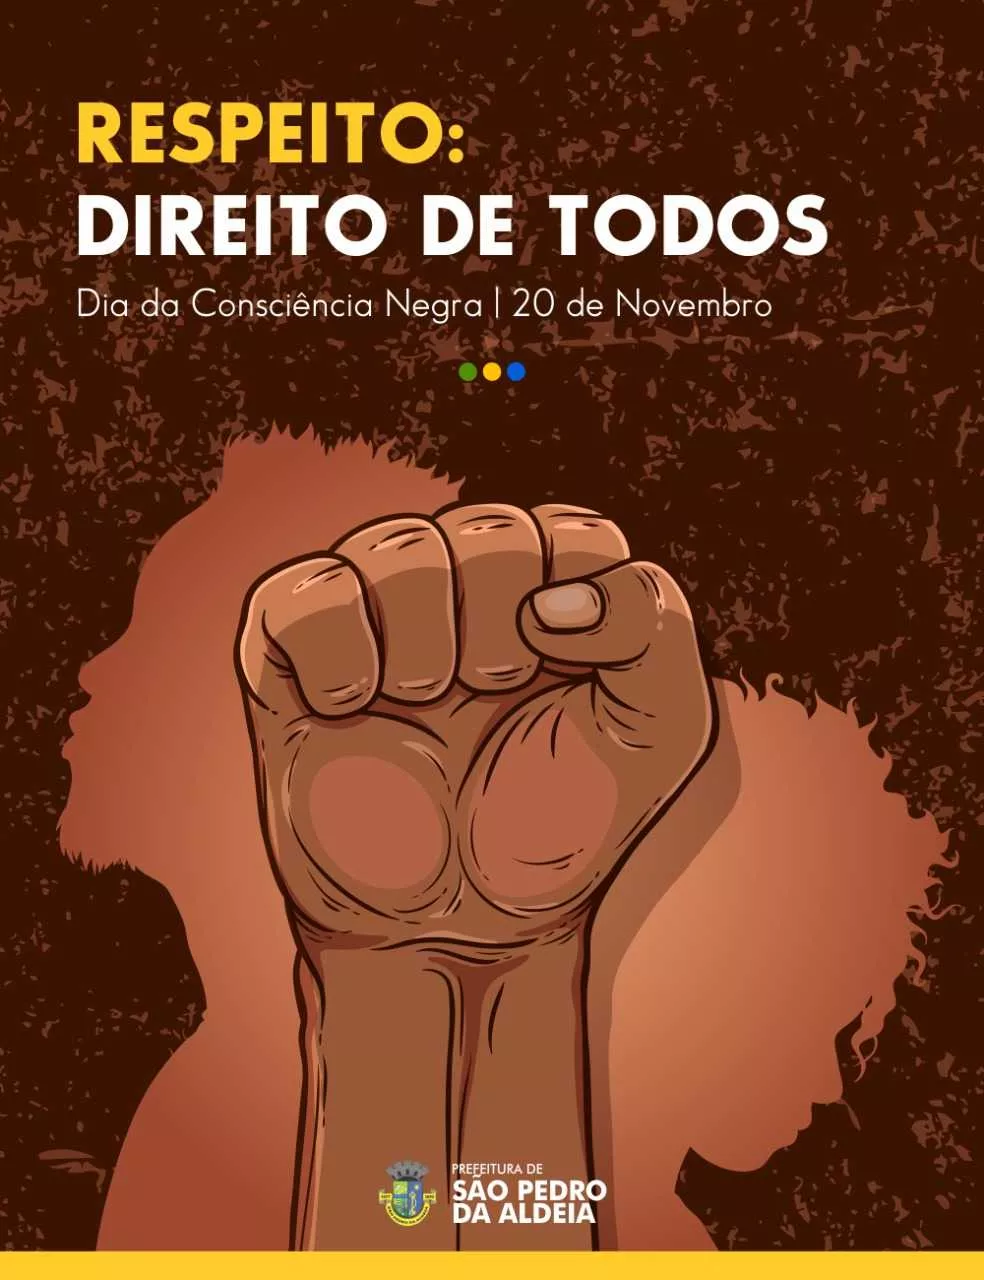 RESPEITO:
DIREITO DE TODOS
Dia da Consciência Negra | 20 de Novembro
PREFEITURA DE
SÃO PEDRO
DA ALDEIA